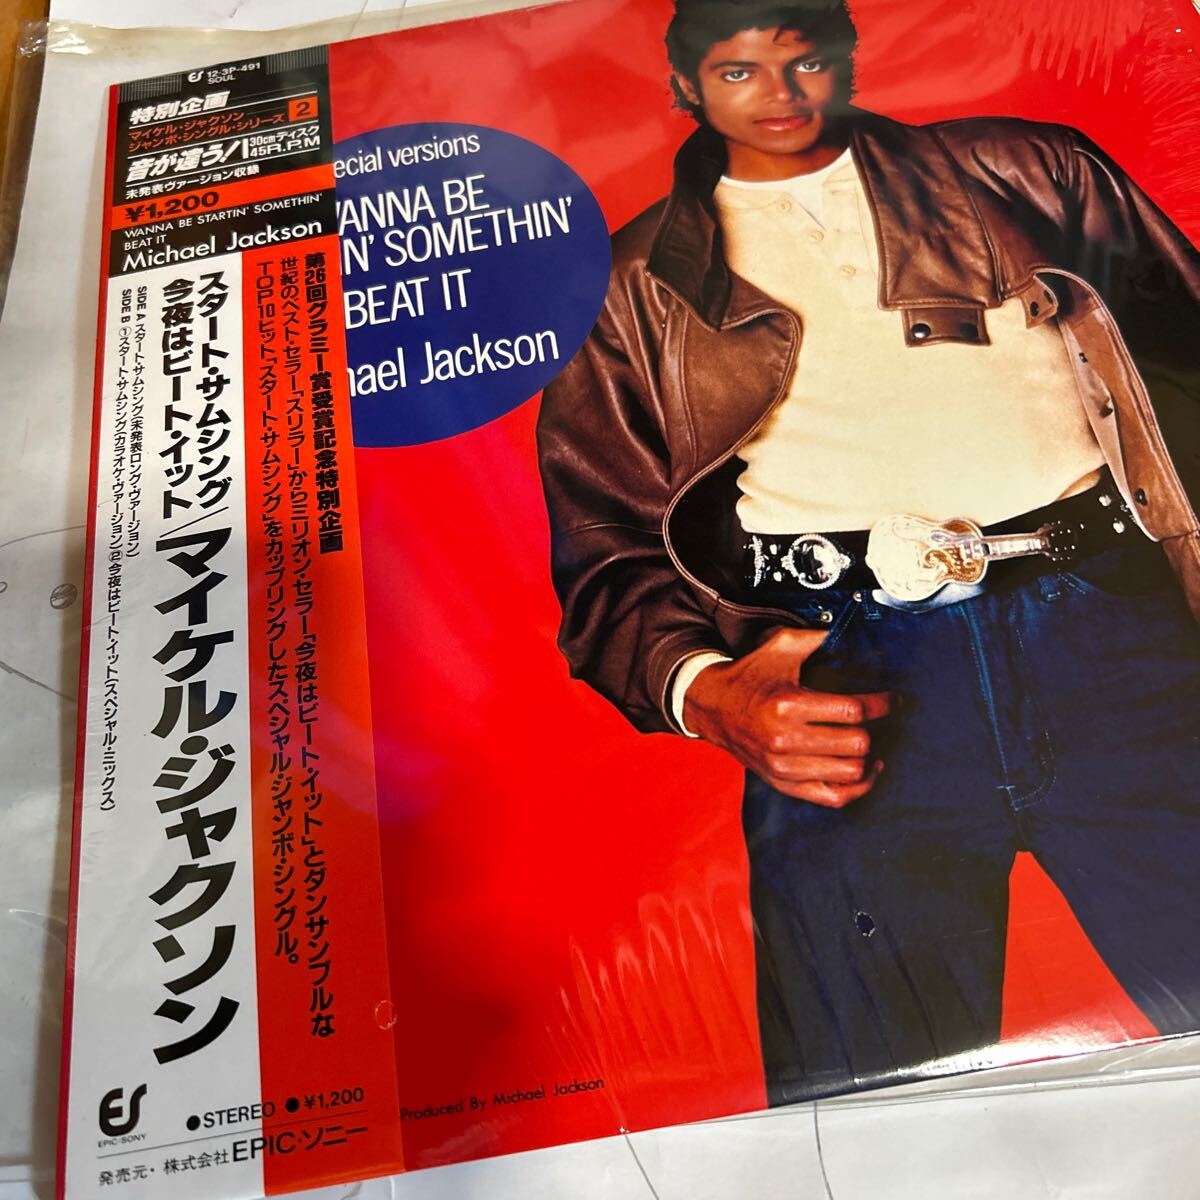 ES 12・3P-491
SOUL
特別企画
マイケル・ジャクソン
ジャンボ・シングル・シリーズ 2
音が違う! 30cmディスク
45R.P.M
未発表ヴァージョン収録
¥1,200
WANNA BE STARTIN' SOMETHIN'
BEAT IT
Michael Jackson
スタート・サムシング/マイケル・ジャクソン
今夜はビート・イット
SIDE A スタート・サムシング(未発表ロング・ヴァージョン)
SIDE B ①スタート・サムシング(カラオケ・ヴァージョン)②今夜はビート・イット(スペシャル・ミックス)
第26回グラミー賞受賞記念特別企画
世紀のベスト・セラー「スリラー」からミリオン・セラー「今夜はビート・イット」とダンサンブルな
TOP10ヒット「スタート・サムシング」をカップリングしたスペシャル・ジャンボ・シングル。
ES
EPIC/SONY
●STEREO ●¥1,200
発売元・株式会社EPIC・ソニー
ecial versions
WANNA BE
IN' SOMETHIN'
BEAT IT
hael Jackson
Produced By Michael Jackson